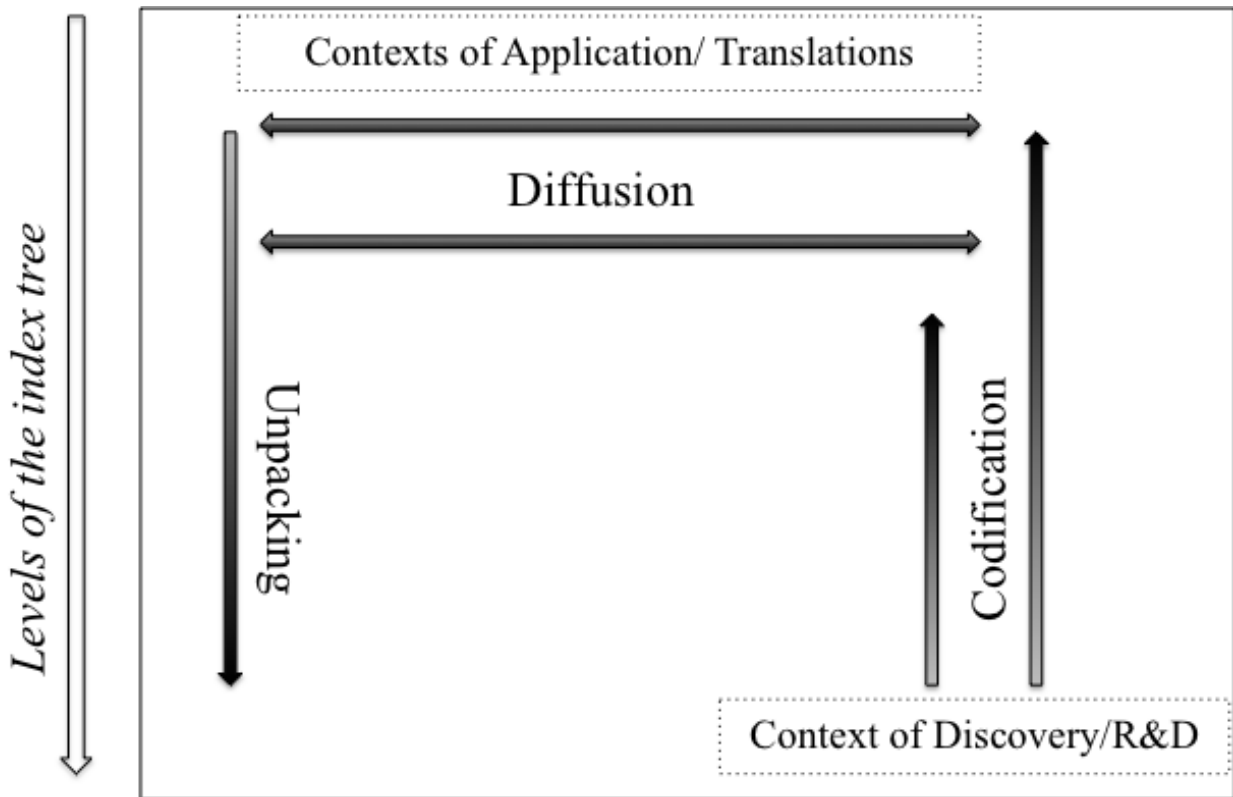 Contexts of Application/ Translations
Diffusion
Levels of the index tree
Unpacking
Codification
Context of Discovery/R&D